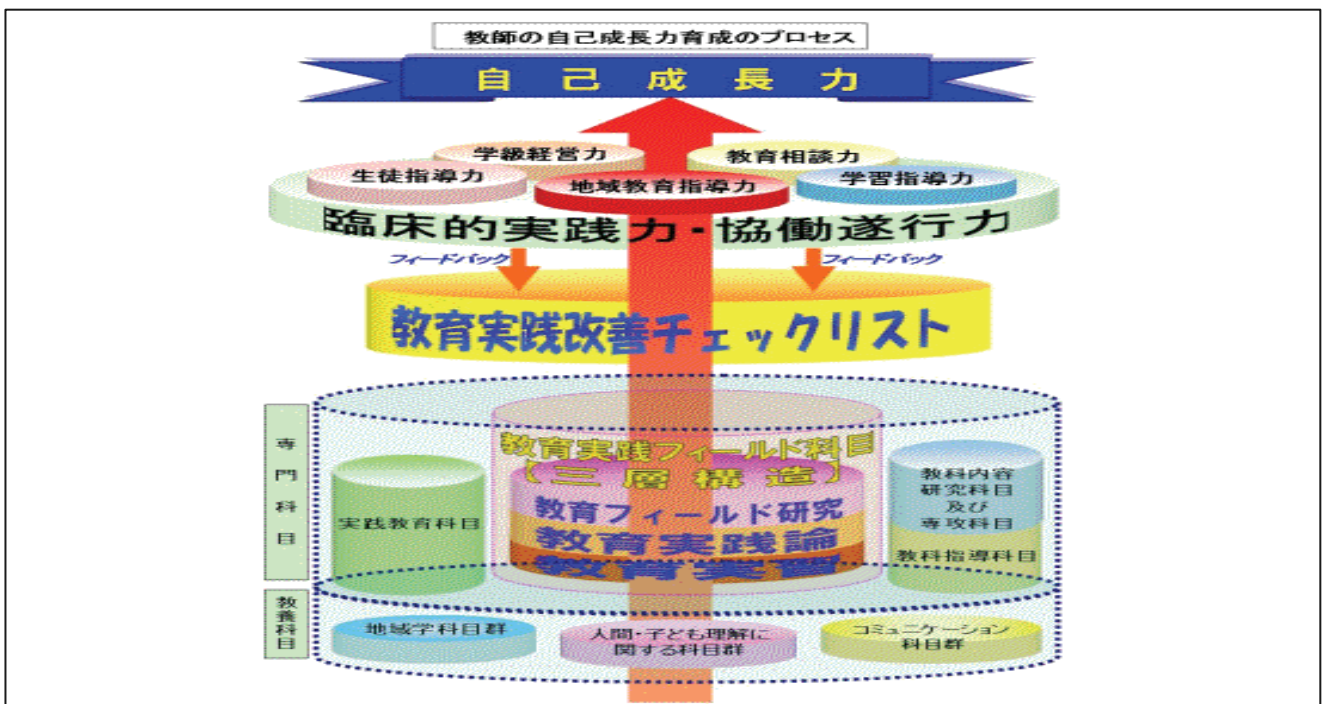 教師の自己成長力育成のプロセス
自己成長力
学級経営力
教育相談力
生徒指導力
地域教育指導力
学習指導力
臨床的実践力・協働遂行力
フィードバック
フィードバック
教育実践改善チェックリスト
専門科目
教育実践フィールド科目
【三層構造】
教育フィールド研究
教育実践論
教育実習
実践教育科目
教科内容
研究科目
及び
専攻科目
教科指導科目
教養科目
地域学科目群
人間・子ども理解に
関する科目群
コミュニケーション
科目群